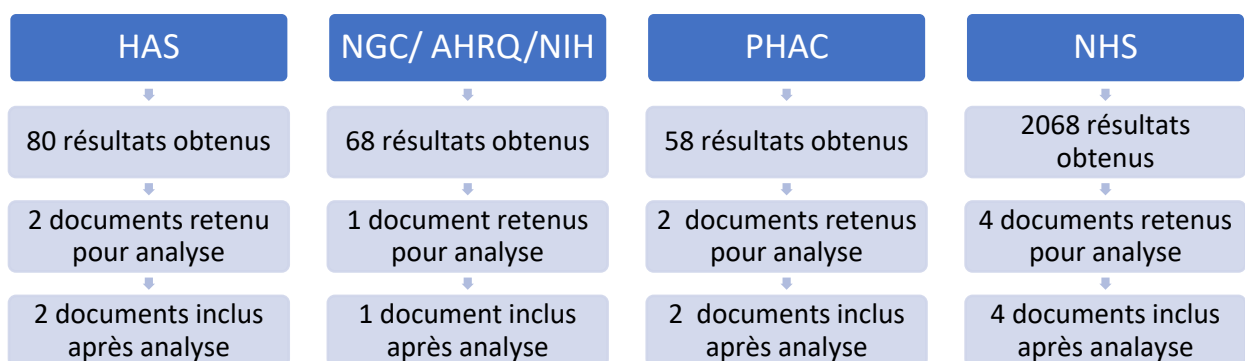 HAS
80 résultats obtenus
2 documents retenu
pour analyse
2 documents inclus
après analyse
NGC/ AHRQ/NIH
68 résultats obtenus
1 document retenus
pour analyse
1 document inclus
après analyse
PHAC
58 résultats obtenus
2  documents retenus
pour analyse
2  documents inclus
après analyse
NHS
2068 résultats
obtenus
4 documents retenus
pour analyse
4 documents inclus
après analayse